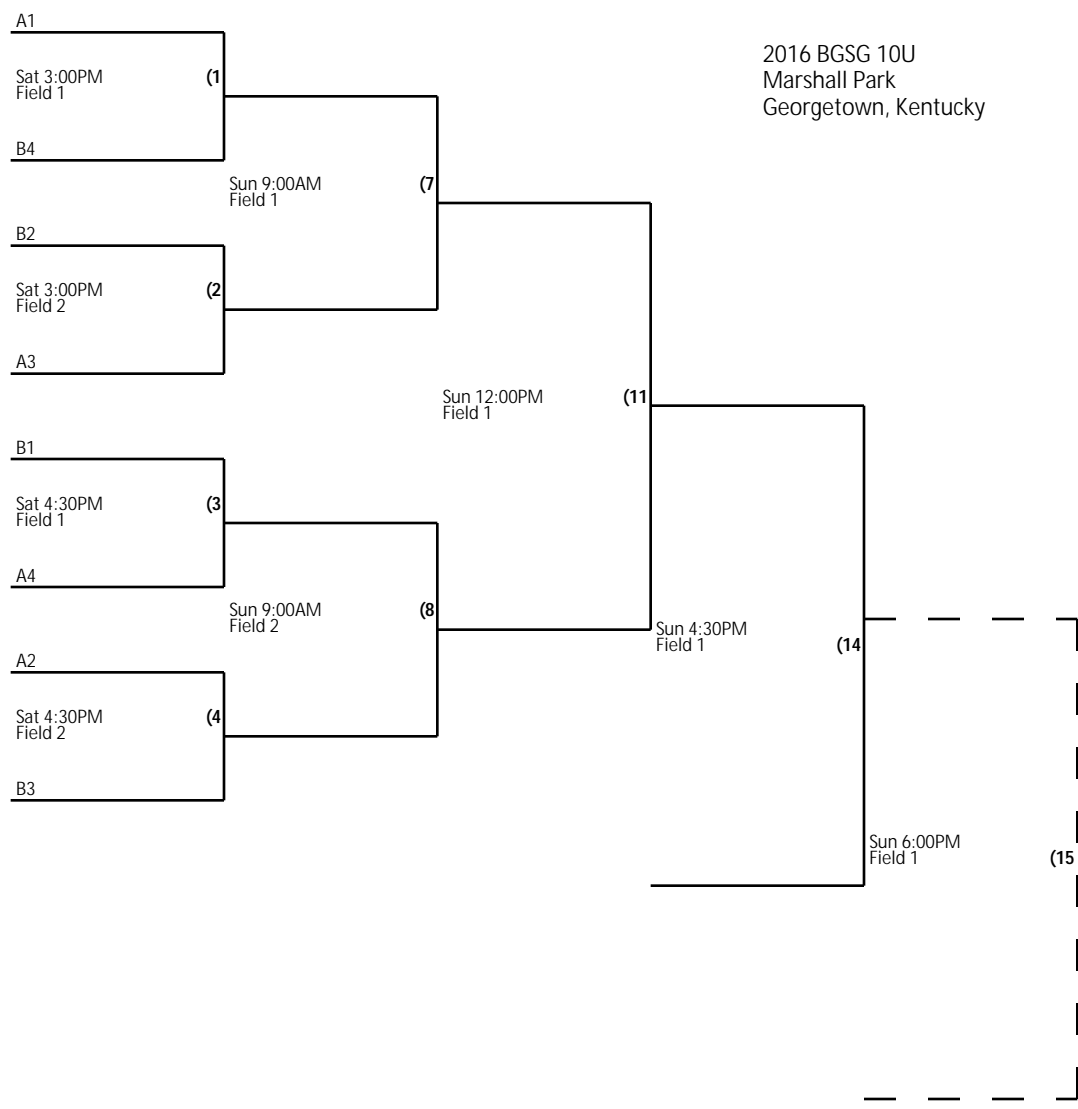 A1
2016 BGSG 10U
Marshall Park
Georgetown, Kentucky
Sat 3:00PM
Field 1
(1
B4
Sun 9:00AM
Field 1
(7
B2
Sat 3:00PM
Field 2
(2
A3
Sun 12:00PM
Field 1
(11
B1
Sat 4:30PM
Field 1
(3
A4
Sun 9:00AM
Field 2
(8
Sun 4:30PM
Field 1
(14
A2
Sat 4:30PM
Field 2
(4
B3
Sun 6:00PM
Field 1
(15